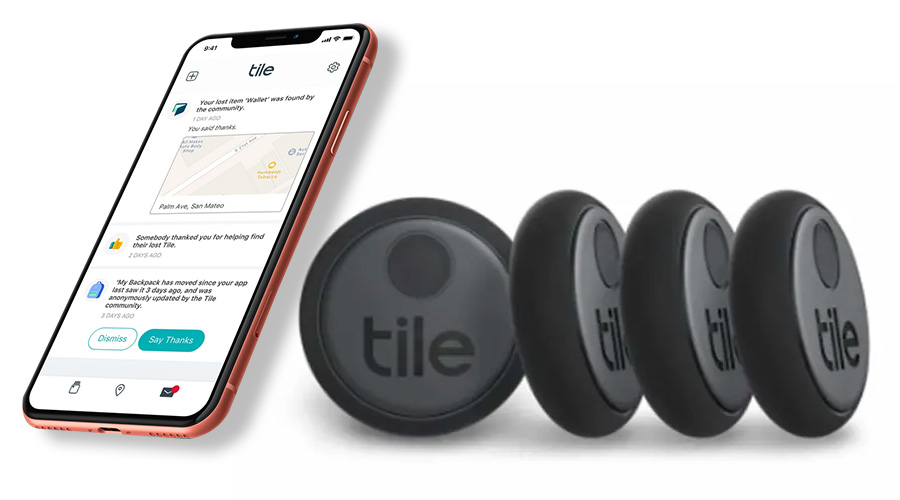 9:41
tile
Your lost item 'Wallet' was found by
the community.
1 DAY AGO
You said thanks.
Palm Ave, San Mateo
Somebody thanked you for helping find
their lost Tile.
2 DAYS AGO
'My Backpack has moved since your app
last saw it 3 days ago, and was
anonymously updated by the Tile
community.
3 DAYS AGO
Dismiss
Say Thanks
tile
tile
tile
tile